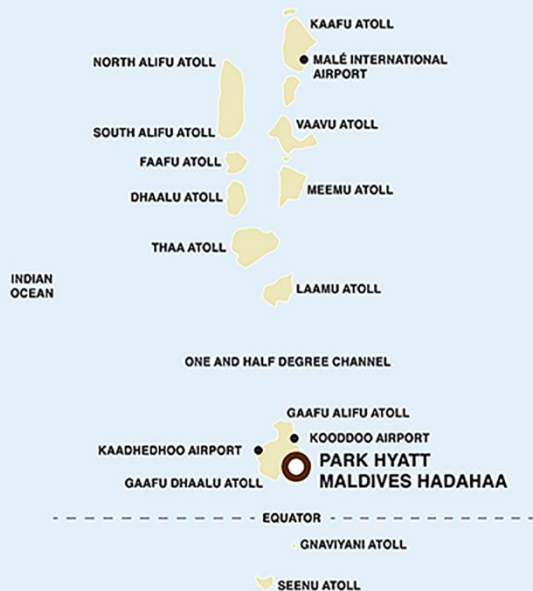 KAAFU ATOLL
MALÉ INTERNATIONAL
AIRPORT
NORTH ALIFU ATOLL
SOUTH ALIFU ATOLL
VAAVU ATOLL
FAAFU ATOLL
DHAALU ATOLL
MEEMU ATOLL
THAA ATOLL
INDIAN
OCEAN
LAAMU ATOLL
ONE AND HALF DEGREE CHANNEL
GAAFU ALIFU ATOLL
KOODDOO AIRPORT
KAADHEDHOO AIRPORT
PARK HYATT
MALDIVES HADAHAA
GAAFU DHAALU ATOLL
EQUATOR
GNAVIYANI ATOLL
SEENU ATOLL